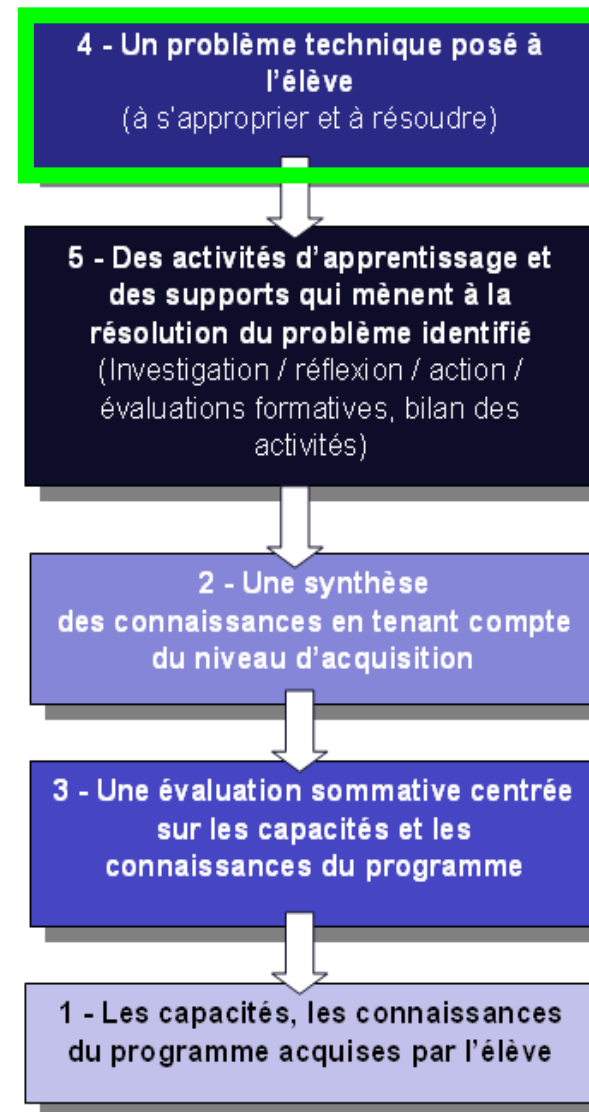 4 - Un problème technique posé à
l'élève
(à s'approprier et à résoudre)
5 - Des activités d'apprentissage et
des supports qui mènent à la
résolution du problème identifié
(Investigation / réflexion / action /
évaluations formatives, bilan des
activités)
2 - Une synthèse
des connaissances en tenant compte
du niveau d'acquisition
3 - Une évaluation sommative centrée
sur les capacités et les
connaissances du programme
1 - Les capacités, les connaissances
du programme acquises par l'élève